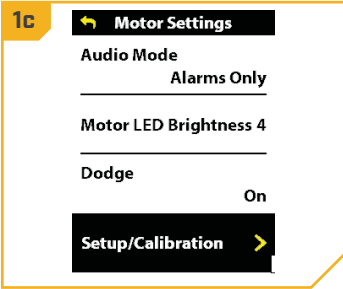 1c
Motor Settings
Audio Mode
Alarms Only
Motor LED Brightness 4
Dodge
On
Setup/Calibration